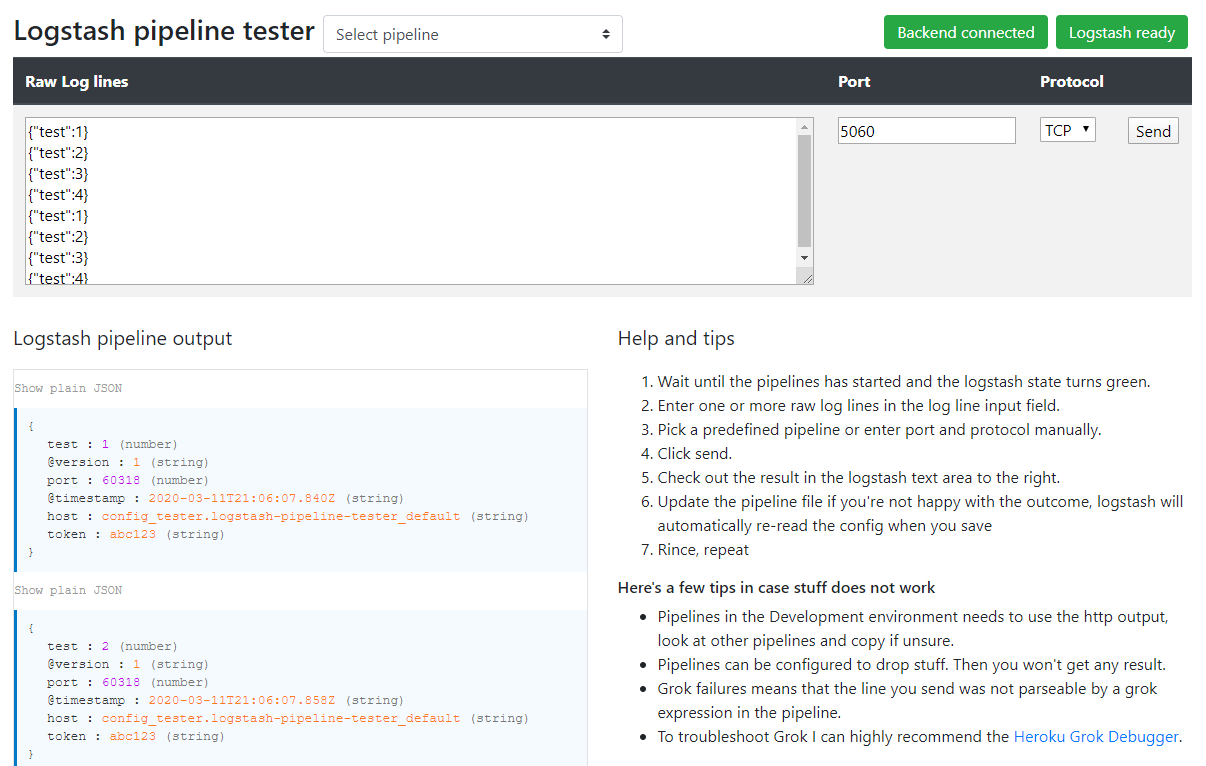 Logstash pipeline tester
Select pipeline
Backend connected
Logstash ready
Raw Log lines
Port
Protocol
{"test":1}
{"test":2}
{"test":3}
{"test":4}
{"test":1}
{"test":2}
{"test":3}
{"test":4}
5060
TCP
Send
Logstash pipeline output
Show plain JSON
{
test : 1 (number)
@version : 1 (string)
port : 60318 (number)
@timestamp : 2020-03-11T21:06:07.840Z (string)
host : config_tester.logstash-pipeline-tester_default (string)
token : abc123 (string)
}
Show plain JSON
{
test : 2 (number)
@version : 1 (string)
port : 60318 (number)
@timestamp : 2020-03-11T21:06:07.858Z (string)
host : config_tester.logstash-pipeline-tester_default (string)
token : abc123 (string)
}
Help and tips
1. Wait until the pipelines has started and the logstash state turns green.
2. Enter one or more raw log lines in the log line input field.
3. Pick a predefined pipeline or enter port and protocol manually.
4. Click send.
5. Check out the result in the logstash text area to the right.
6. Update the pipeline file if you're not happy with the outcome, logstash will
automatically re-read the config when you save
7. Rince, repeat
Here's a few tips in case stuff does not work
• Pipelines in the Development environment needs to use the http output,
look at other pipelines and copy if unsure.
• Pipelines can be configured to drop stuff. Then you won't get any result.
• Grok failures means that the line you send was not parseable by a grok
expression in the pipeline.
• To troubleshoot Grok I can highly recommend the Heroku Grok Debugger.